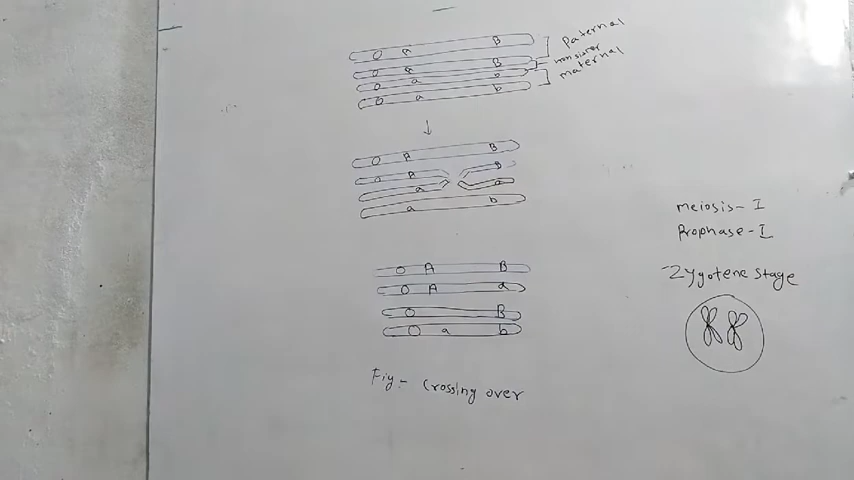 O A B Paternal
O A B non sister
O a b maternal
O a b
O A B
O A B
a a
a b
O A B
O A a
O B
O a b
Fig - Crossing over
meiosis - I
Prophase - I
Zygotene stage